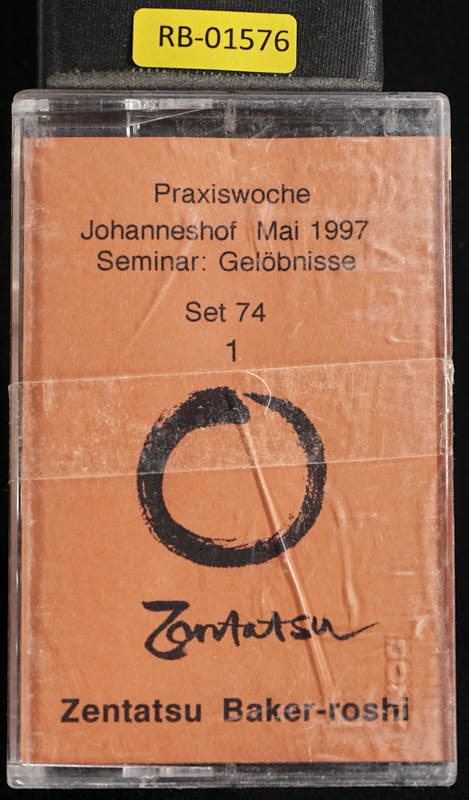 RB-01576
Praxiswoche
Johanneshof Mai 1997
Seminar: Gelöbnisse
Set 74
1
Zentatsu
Zentatsu Baker-roshi